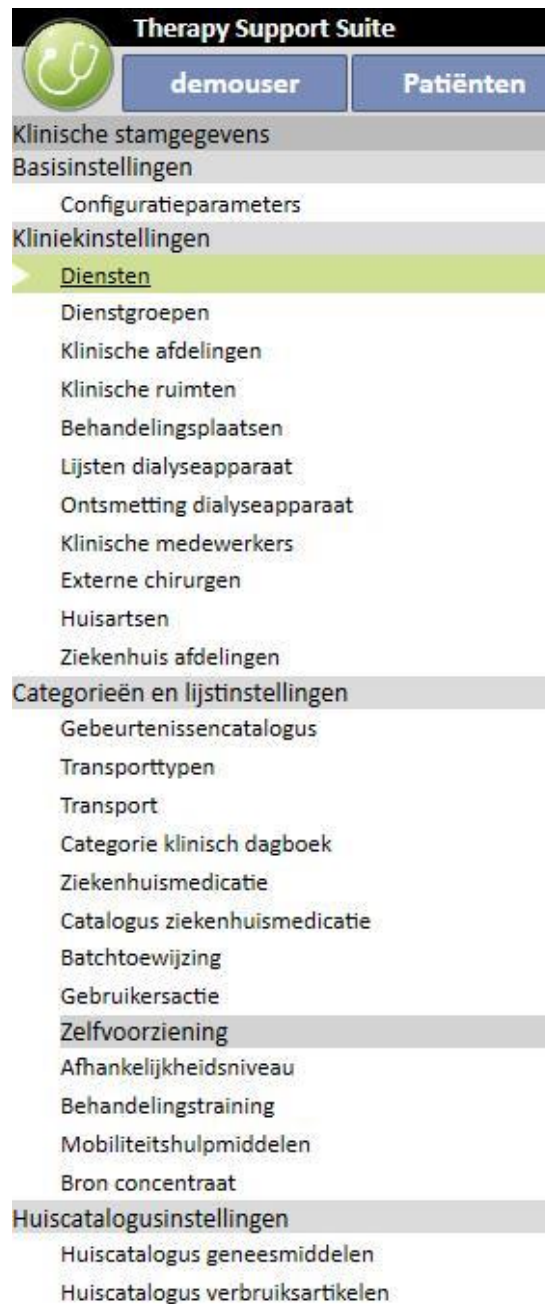 Therapy Support Suite
demouser Patiënten
Klinische stamgegevens
Basisinstellingen
Configuratieparameters
Kliniekinstellingen
Diensten
Dienstgroepen
Klinische afdelingen
Klinische ruimten
Behandelingsplaatsen
Lijsten dialyseapparaat
Ontsmetting dialyseapparaat
Klinische medewerkers
Externe chirurgen
Huisartsen
Ziekenhuis afdelingen
Categorieën en lijstinstellingen
Gebeurtenissencatalogus
Transporttypen
Transport
Categorie klinisch dagboek
Ziekenhuismedicatie
Catalogus ziekenhuismedicatie
Batchtoewijzing
Gebruikersactie
Zelfvoorziening
Afhankelijkheidsniveau
Behandelingstraining
Mobiliteitshulpmiddelen
Bron concentraat
Huiscatalogusinstellingen
Huiscatalogus geneesmiddelen
Huiscatalogus verbruiksartikelen